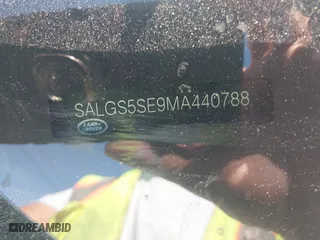 SALGS5SE9MA440788
LAND-
ROVER
DREAMBID